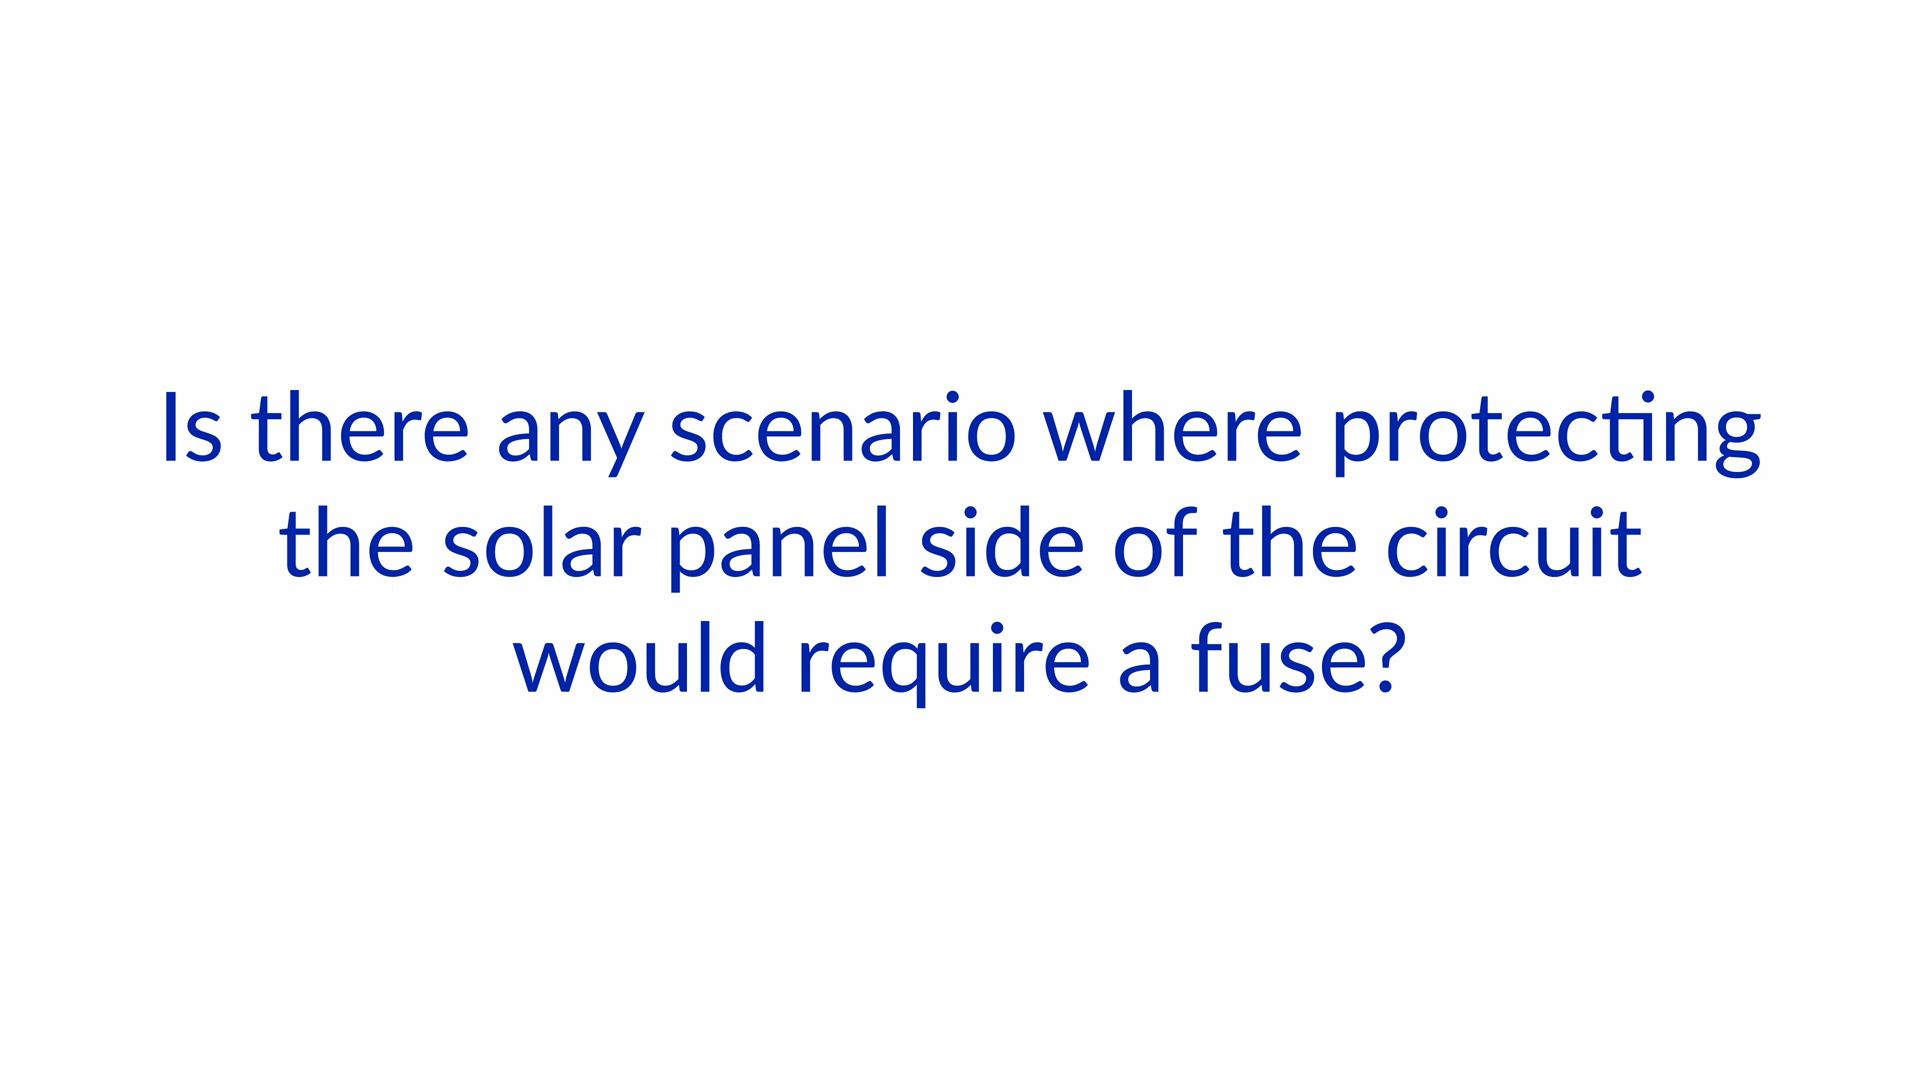 Is there any scenario where protecting
the solar panel side of the circuit
would require a fuse?